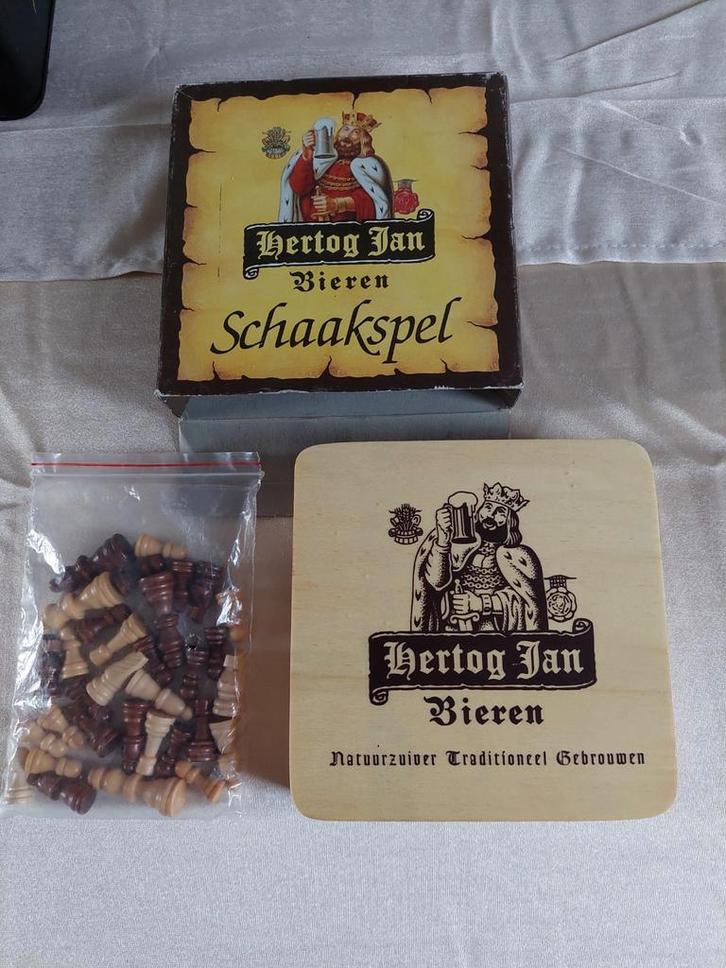 Hertog Jan
Bieren
Schaakspel
Hertog Jan
Bieren
Natuurzuiver Traditioneel Gebrouwen